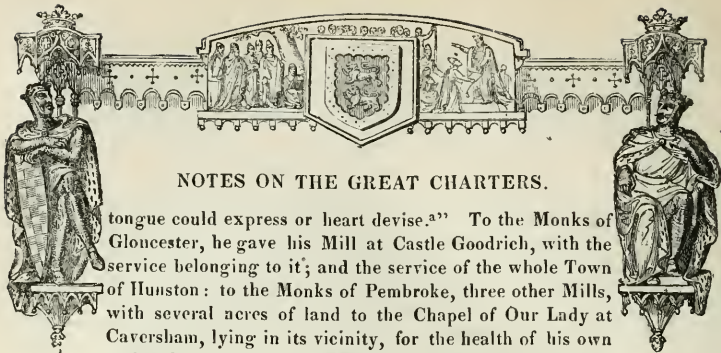 NOTES ON THE GREAT CHARTERS.
tongue could express or heart devise.ª” To the Monks of
Gloucester, he gave his Mill at Castle Goodrich, with the
service belonging to it; and the service of the whole Town
of Hunston: to the Monks of Pembroke, three other Mills,
with several acres of land to the Chapel of Our Lady at
Caversham, lying in its vicinity, for the health of his own